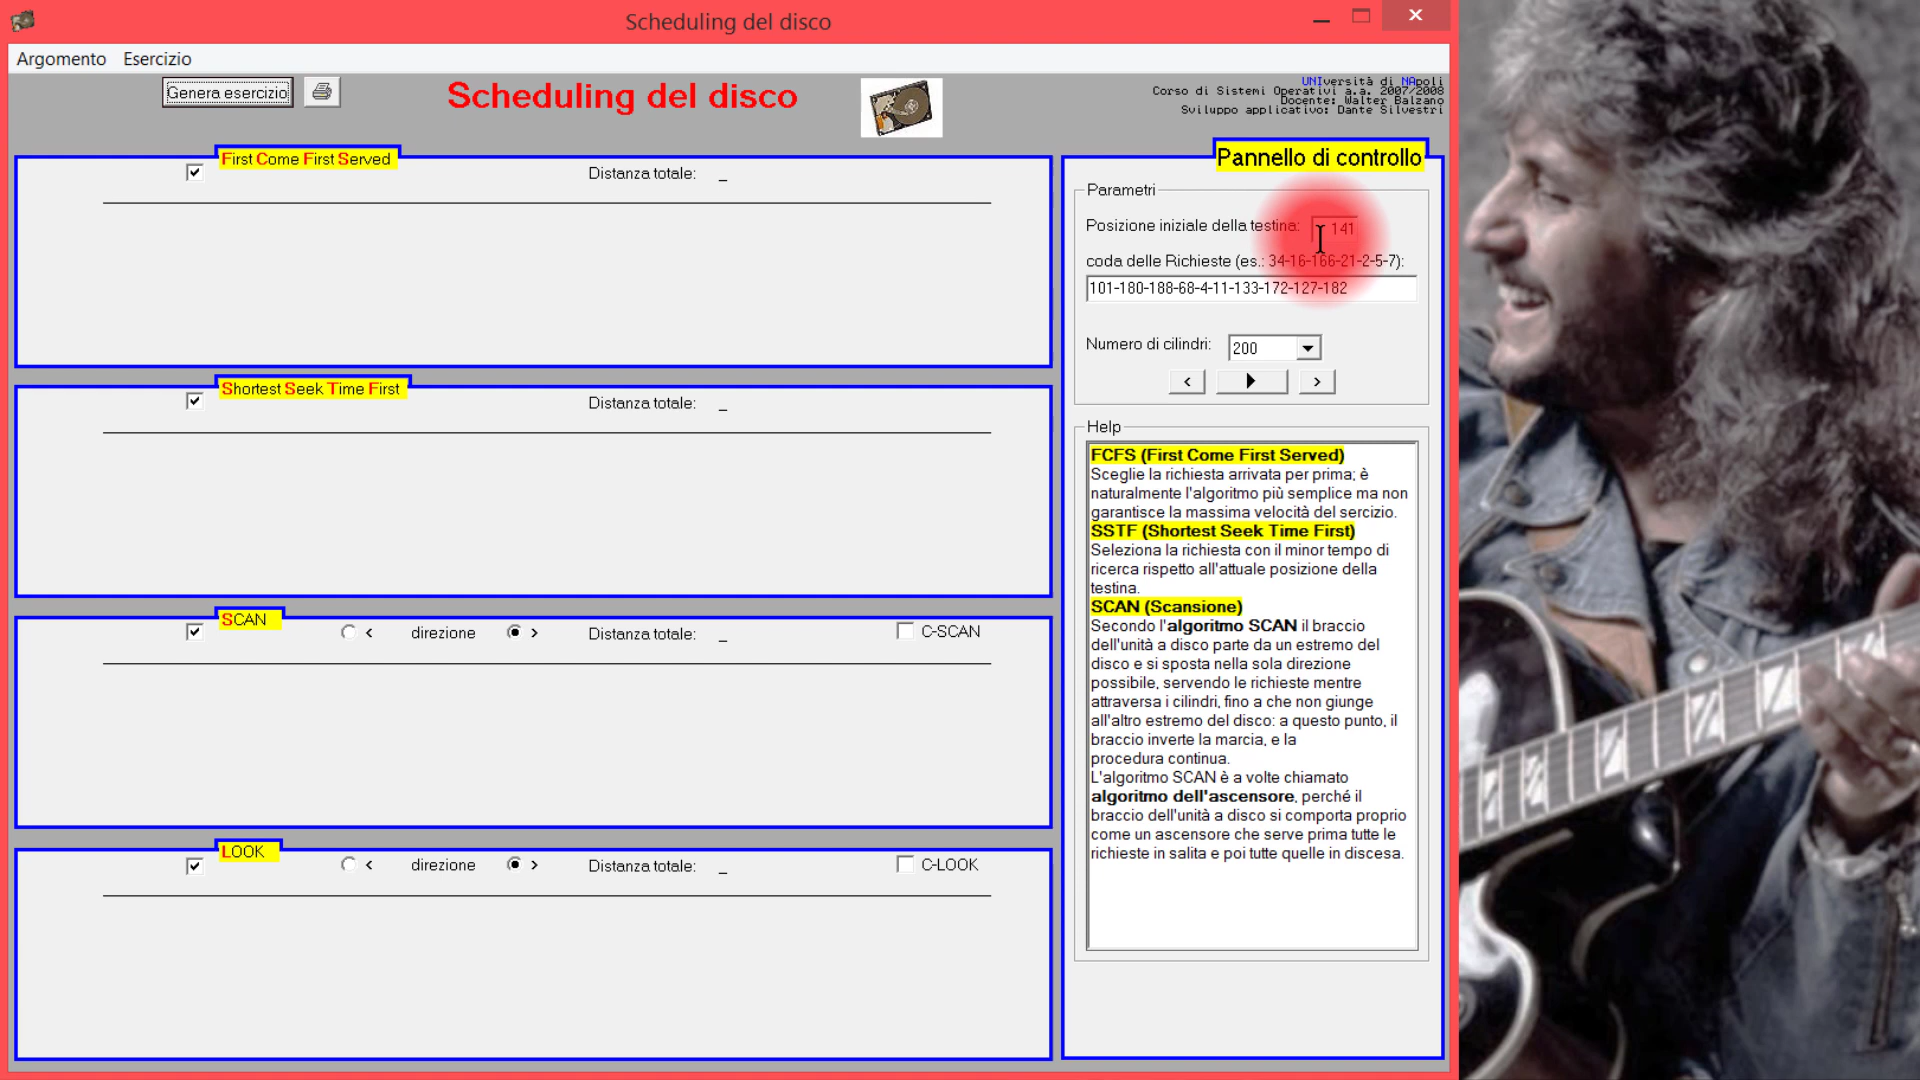 Scheduling del disco
Argomento Esercizio
Genera esercizio
Scheduling del disco
UNIversità di NApoli
Corso di Sistemi Operativi a.a. 2007/2008
Docente: Walter Balzano
Sviluppo applicativo: Dante Silvestri
First Come First Served
Distanza totale: _
Shortest Seek Time First
Distanza totale: _
SCAN
< direzione > Distanza totale: _ C-SCAN
LOOK
< direzione > Distanza totale: _ C-LOOK
Pannello di controllo
Parametri
Posizione iniziale della testina: 141
coda delle Richieste (es.: 34-16-166-21-2-5-7):
101-180-188-68-4-11-133-172-127-182
Numero di cilindri: 200
< >
Help
FCFS (First Come First Served)
Sceglie la richiesta arrivata per prima; è
naturalmente l'algoritmo più semplice ma non
garantisce la massima velocità del sercizio.
SSTF (Shortest Seek Time First)
Seleziona la richiesta con il minor tempo di
ricerca rispetto all'attuale posizione della
testina.
SCAN (Scansione)
Secondo l'algoritmo SCAN il braccio
dell'unità a disco parte da un estremo del
disco e si sposta nella sola direzione
possibile, servendo le richieste mentre
attraversa i cilindri, fino a che non giunge
all'altro estremo del disco: a questo punto, il
braccio inverte la marcia, e la
procedura continua.
L'algoritmo SCAN è a volte chiamato
algoritmo dell'ascensore, perché il
braccio dell'unità a disco si comporta proprio
come un ascensore che serve prima tutte le
richieste in salita e poi tutte quelle in discesa.